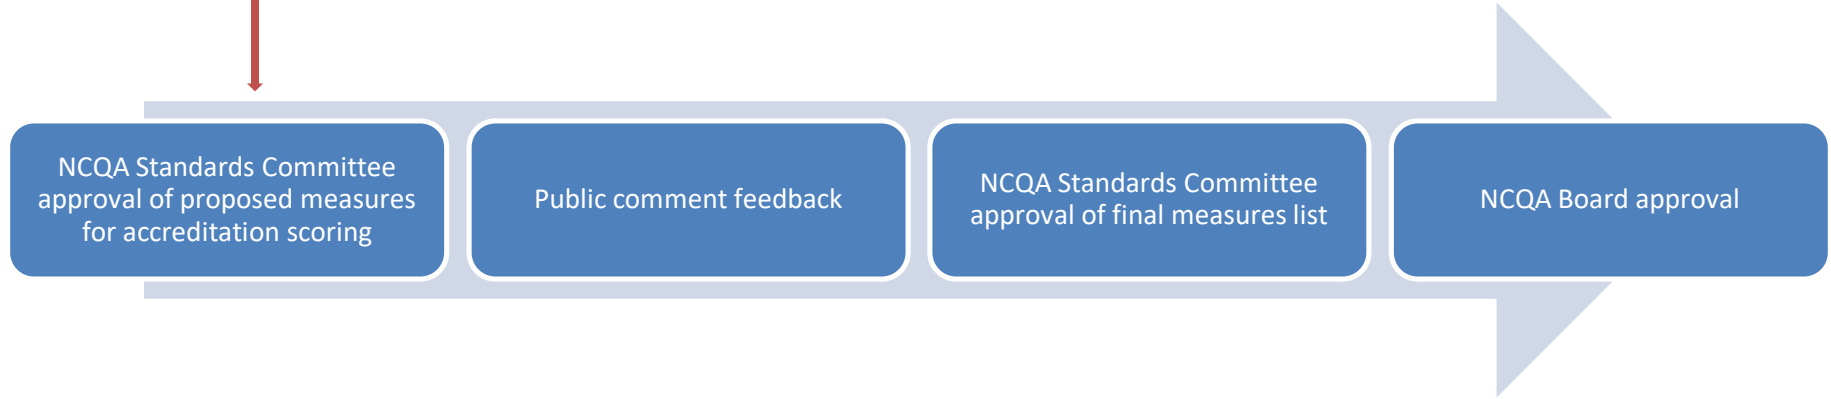 NCQA Standards Committee
approval of proposed measures
for accreditation scoring
Public comment feedback
NCQA Standards Committee
approval of final measures list
NCQA Board approval